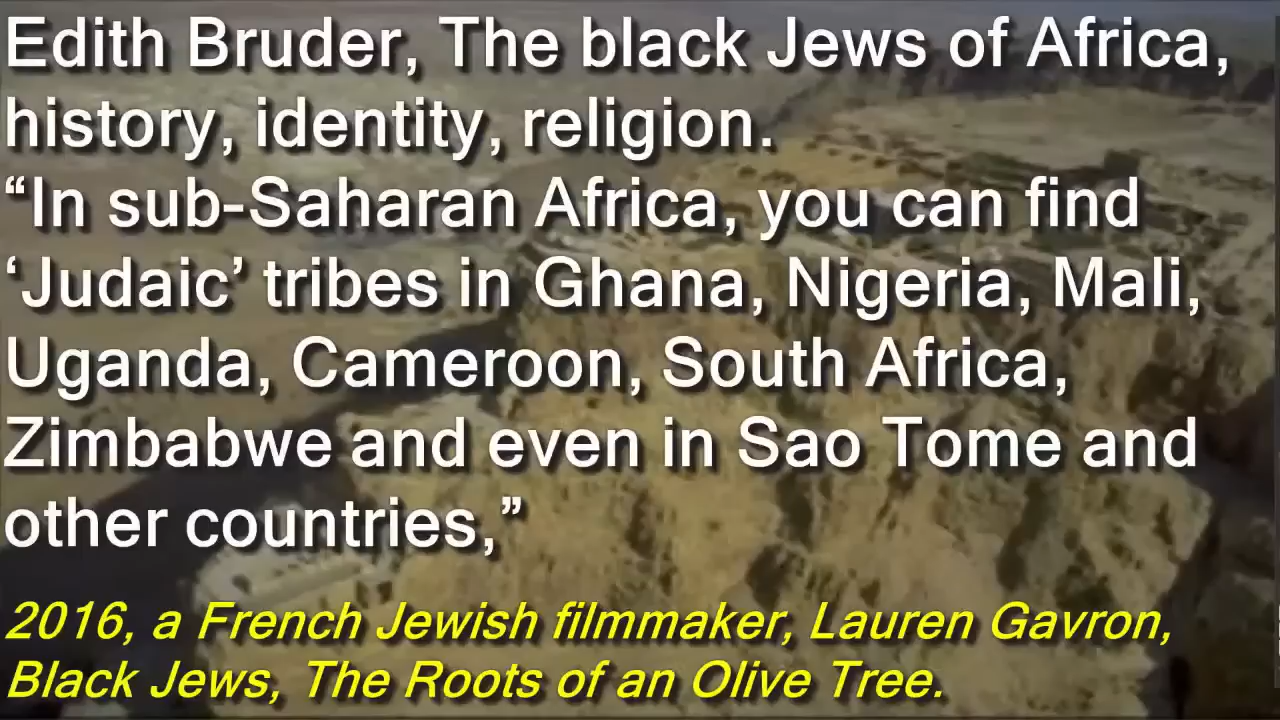 Edith Bruder, The black Jews of Africa,
history, identity, religion.
“In sub-Saharan Africa, you can find
‘Judaic’ tribes in Ghana, Nigeria, Mali,
Uganda, Cameroon, South Africa,
Zimbabwe and even in Sao Tome and
other countries,”
2016, a French Jewish filmmaker, Lauren Gavron,
Black Jews, The Roots of an Olive Tree.